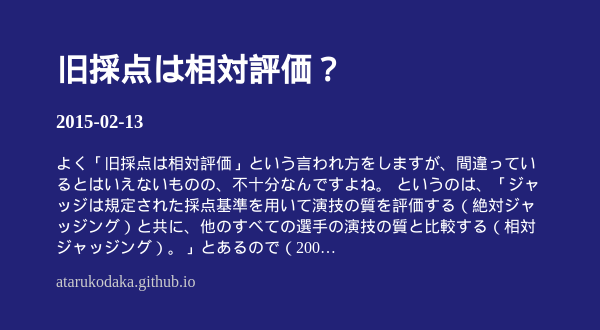 旧採点は相対評価？
2015-02-13
よく「旧採点は相対評価」という言われ方をしますが、間違ってい
るとはいえないものの、不十分なんですよね。 というのは、「ジャ
ッジは規定された採点基準を用いて演技の質を評価する（絶対ジャ
ッジング）と共に、他のすべての選手の演技の質と比較する（相対
ジャッジング）。」とあるので（200…
atarukodaka.github.io